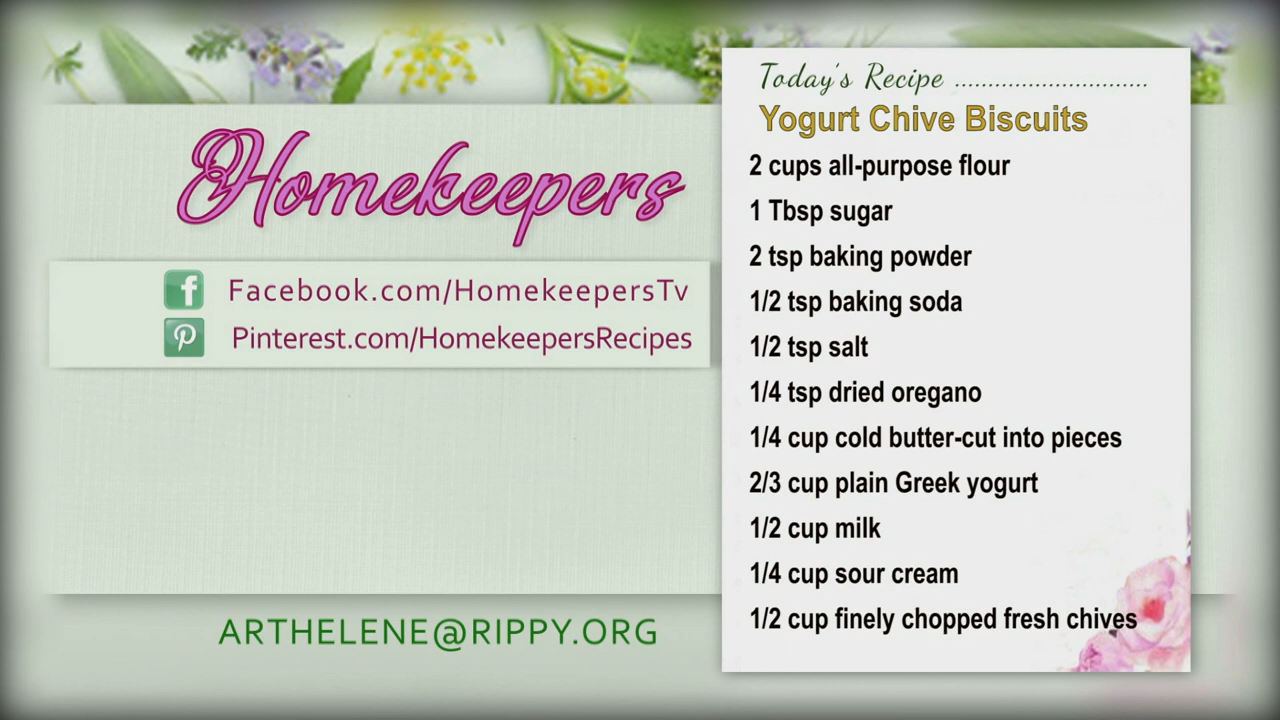 Homekeepers
Facebook.com/HomekeepersTv
Pinterest.com/HomekeepersRecipes
ARTHELENE@RIPPY.ORG
Today's Recipe .............................
Yogurt Chive Biscuits
2 cups all-purpose flour
1 Tbsp sugar
2 tsp baking powder
1/2 tsp baking soda
1/2 tsp salt
1/4 tsp dried oregano
1/4 cup cold butter-cut into pieces
2/3 cup plain Greek yogurt
1/2 cup milk
1/4 cup sour cream
1/2 cup finely chopped fresh chives